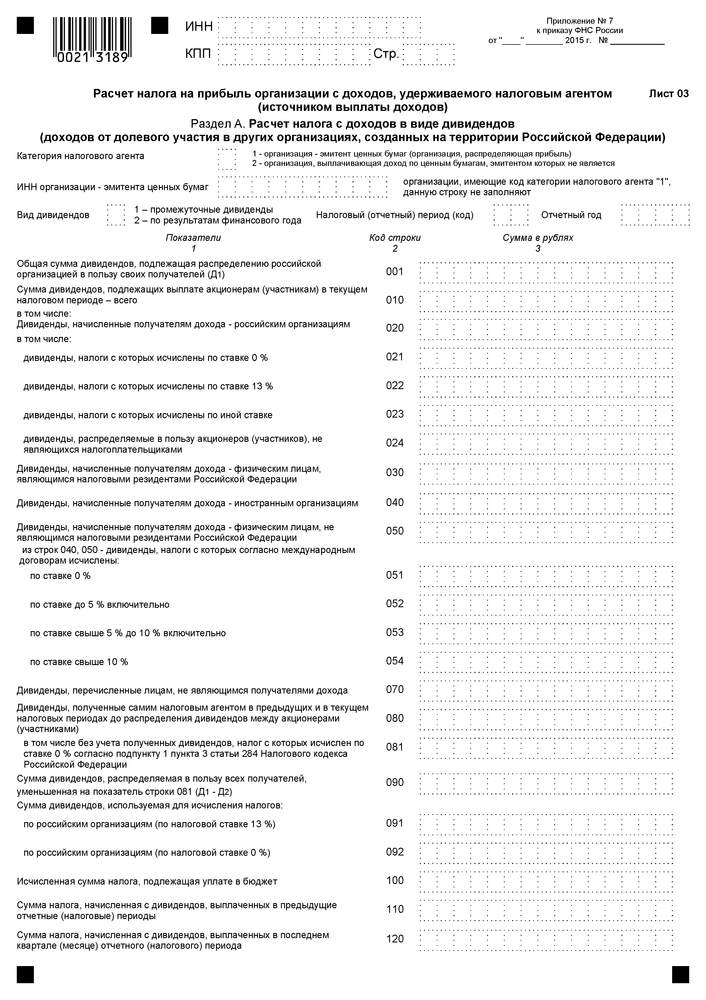 0021 3189
ИНН
КПП
Стр.
Приложение № 7
к приказу ФНС России
от "____" __________ 2015 г. № ___________
Расчет налога на прибыль организации с доходов, удерживаемого налоговым агентом
Лист 03
(источником выплаты доходов)
Раздел А. Расчет налога с доходов в виде дивидендов
(доходов от долевого участия в других организациях, созданных на территории Российской Федерации)
Категория налогового агента
1 - организация - эмитент ценных бумаг (организация, распределяющая прибыль)
2 - организация, выплачивающая доход по ценным бумагам, эмитентом которых не является
ИНН организации - эмитента ценных бумаг
организации, имеющие код категории налогового агента "1",
данную строку не заполняют
Вид дивидендов
1 – промежуточные дивиденды
2 – по результатам финансового года
Налоговый (отчетный) период (код)
Отчетный год
Показатели Код строки Сумма в рублях
1 2 3
Общая сумма дивидендов, подлежащая распределению российской
организацией в пользу своих получателей (Д1)
001
Сумма дивидендов, подлежащих выплате акционерам (участникам) в текущем
налоговом периоде – всего
010
в том числе:
Дивиденды, начисленные получателям дохода - российским организациям
020
в том числе:
дивиденды, налоги с которых исчислены по ставке 0 %
021
дивиденды, налоги с которых исчислены по ставке 13 %
022
дивиденды, налоги с которых исчислены по иной ставке
023
дивиденды, распределяемые в пользу акционеров (участников), не
являющихся налогоплательщиками
024
Дивиденды, начисленные получателям дохода - физическим лицам,
являющимся налоговыми резидентами Российской Федерации
030
Дивиденды, начисленные получателям дохода - иностранным организациям
040
Дивиденды, начисленные получателям дохода - физическим лицам, не
являющимся налоговыми резидентами Российской Федерации
050
из строк 040, 050 - дивиденды, налоги с которых согласно международным
договорам исчислены:
по ставке 0 %
051
по ставке до 5 % включительно
052
по ставке свыше 5 % до 10 % включительно
053
по ставке свыше 10 %
054
Дивиденды, перечисленные лицам, не являющимся получателями дохода
070
Дивиденды, полученные самим налоговым агентом в предыдущих и в текущем
налоговых периодах до распределения дивидендов между акционерами
(участниками)
080
в том числе без учета полученных дивидендов, налог с которых исчислен по
ставке 0 % согласно подпункту 1 пункта 3 статьи 284 Налогового кодекса
Российской Федерации
081
Сумма дивидендов, распределяемая в пользу всех получателей,
уменьшенная на показатель строки 081 (Д1 - Д2)
090
Сумма дивидендов, используемая для исчисления налогов:
по российским организациям (по налоговой ставке 13 %)
091
по российским организациям (по налоговой ставке 0 %)
092
Исчисленная сумма налога, подлежащая уплате в бюджет
100
Сумма налога, начисленная с дивидендов, выплаченных в предыдущие
отчетные (налоговые) периоды
110
Сумма налога, начисленная с дивидендов, выплаченных в последнем
квартале (месяце) отчетного (налогового) периода
120